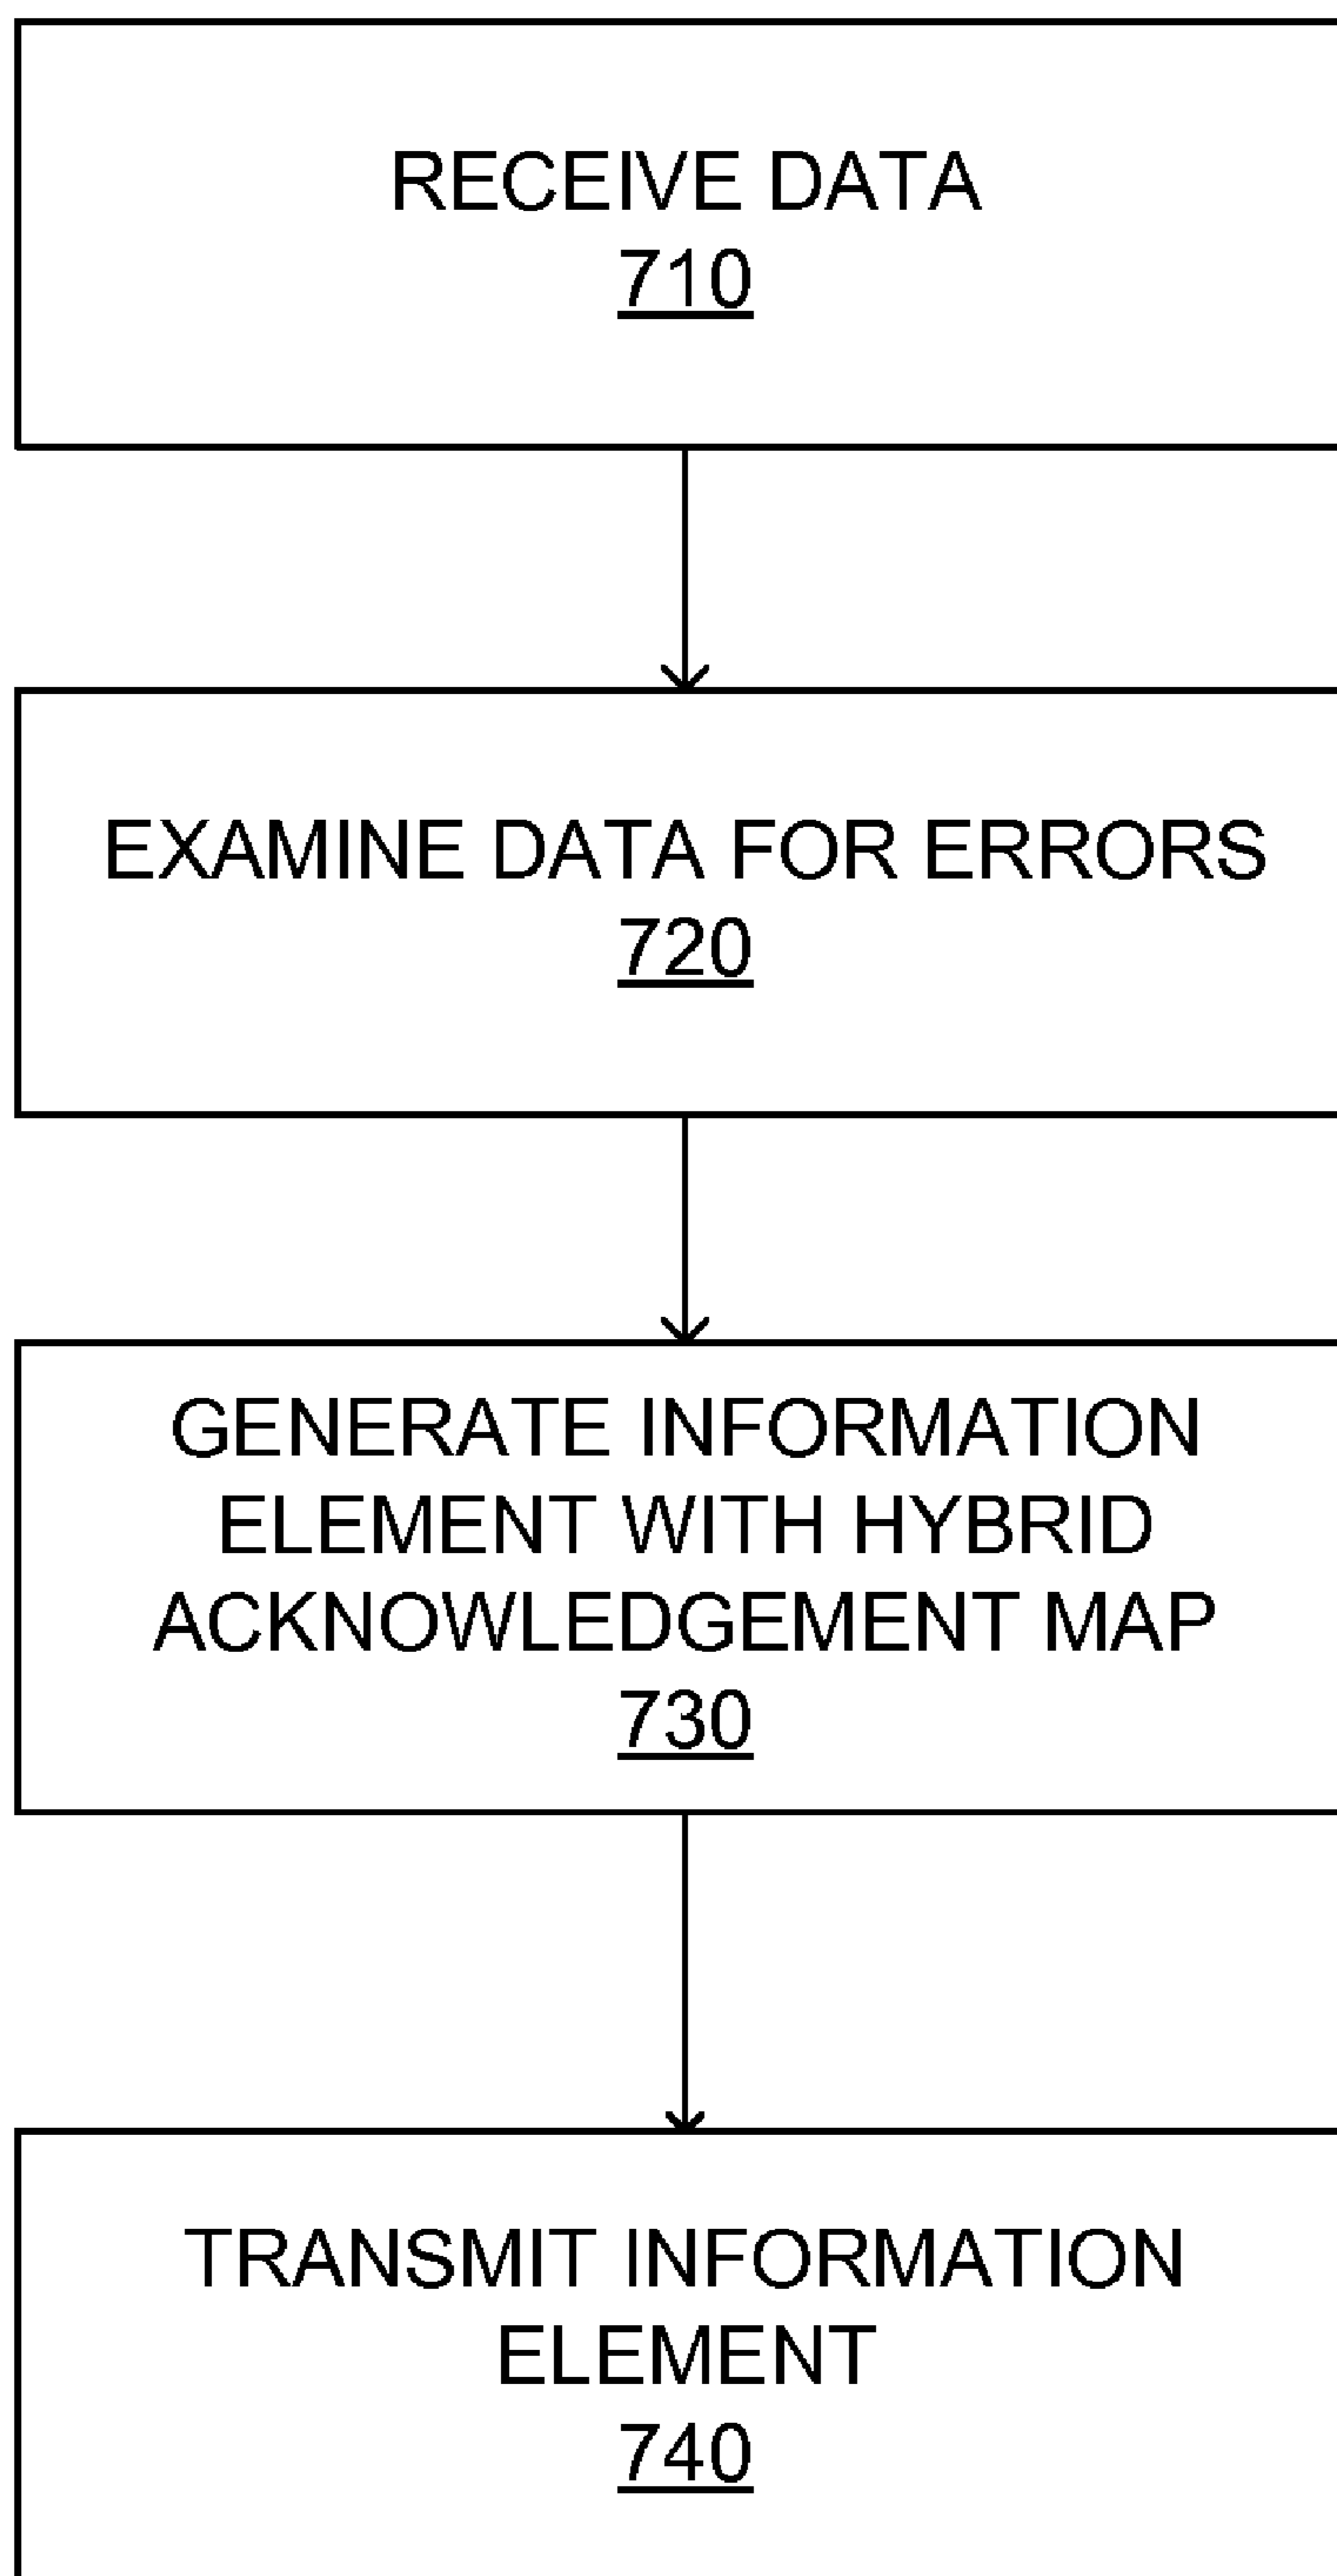 RECEIVE DATA
710
EXAMINE DATA FOR ERRORS
720
GENERATE INFORMATION
ELEMENT WITH HYBRID
ACKNOWLEDGEMENT MAP
730
TRANSMIT INFORMATION
ELEMENT
740